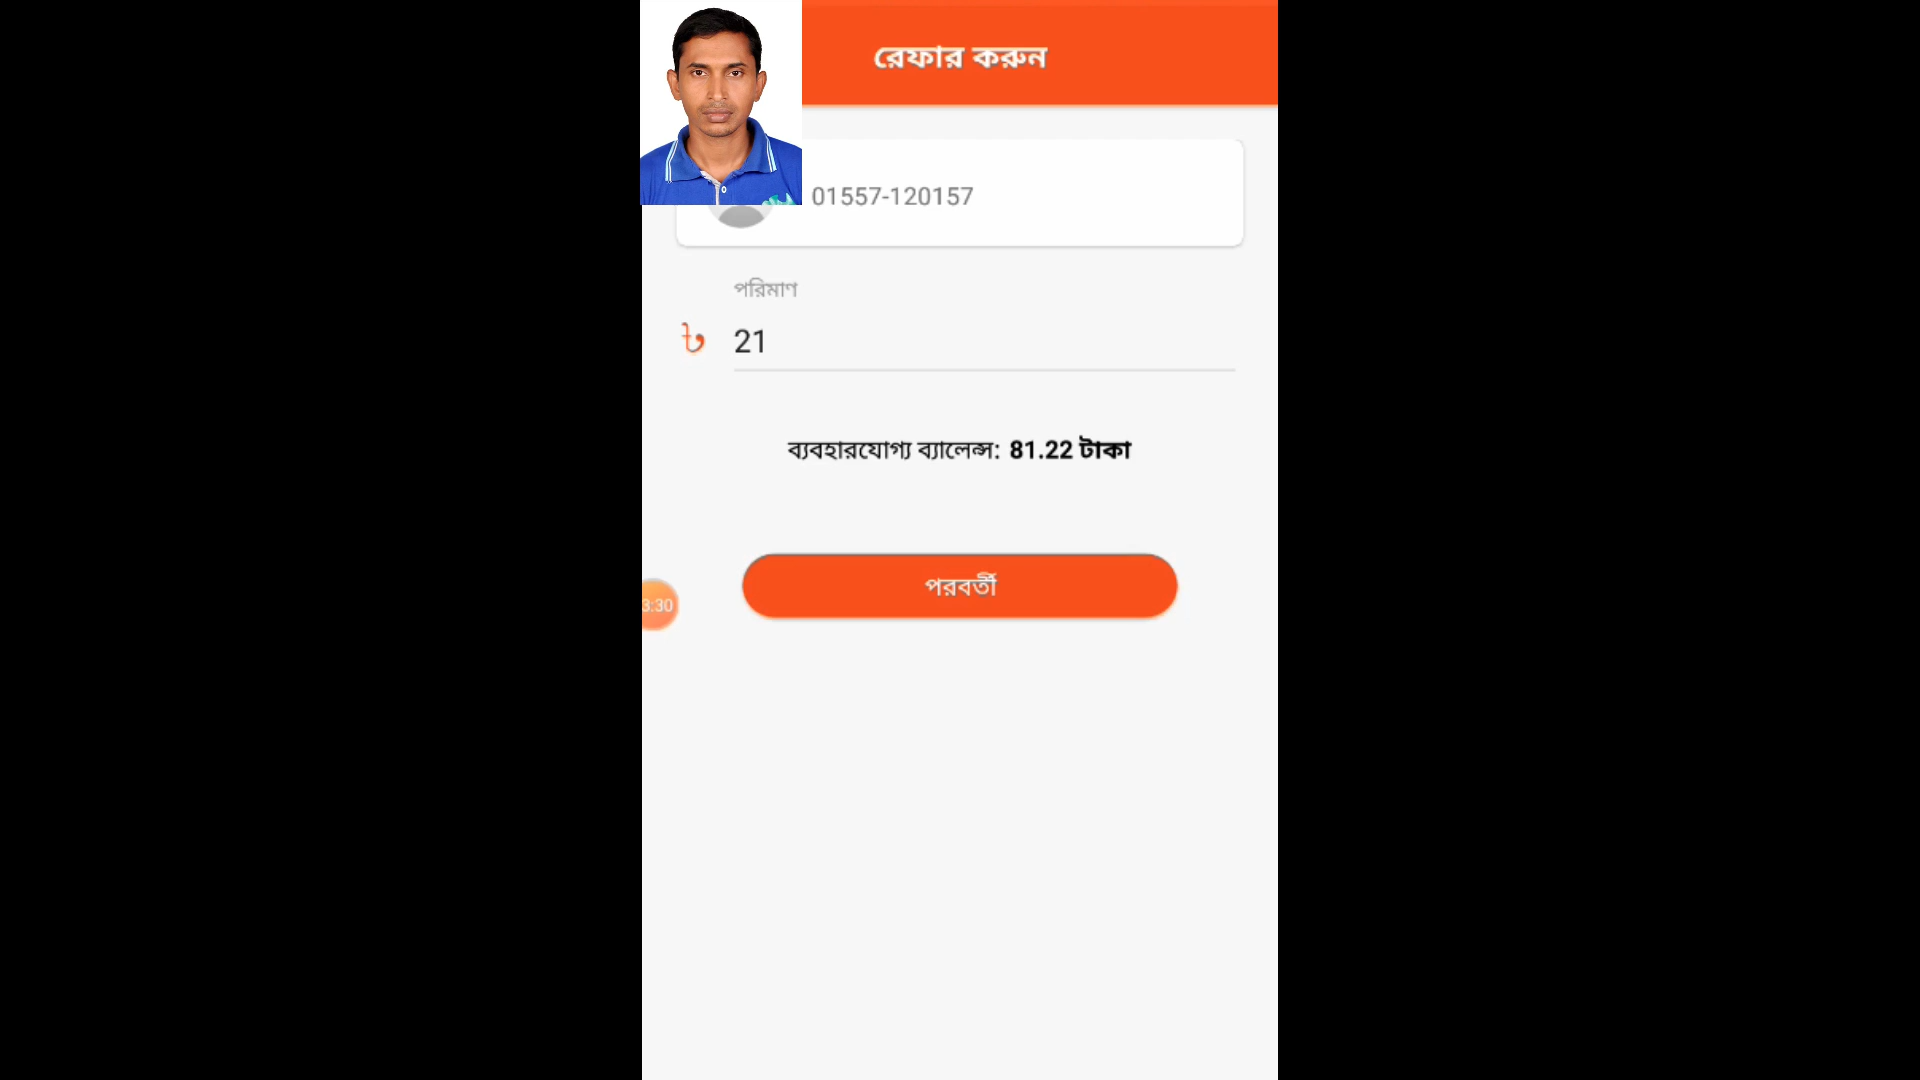 রেফার করুন
01557-120157
পরিমাণ
৳ 21
ব্যবহারযোগ্য ব্যালেন্স: 81.22 টাকা
পরবর্তী
3:30